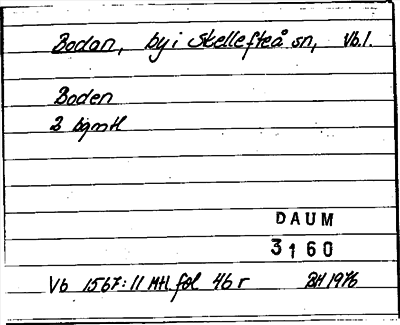 Bodan, by i Skellefteå sn, Vb.l.
Boden
2 bgmtl
DAUM
3160
Vb 1567:11 Mtl. fol 46 r BH 1976